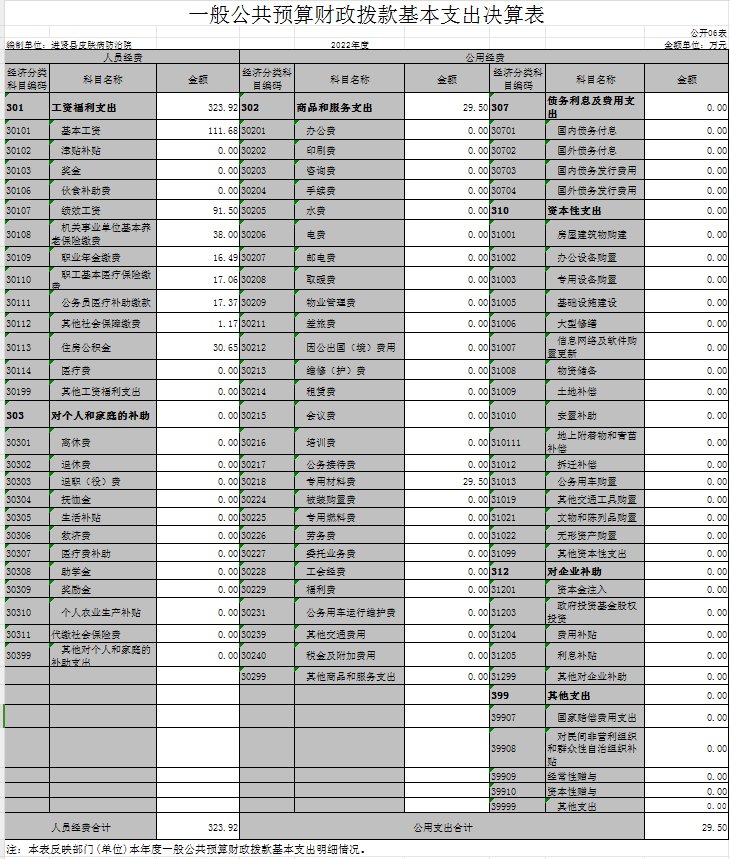 一般公共预算财政拨款基本支出决算表
公开06表
编制单位：进贤县皮肤病防治院 2022年度 金额单位：万元
人员经费 公用经费
经济分类科目编码 科目名称 金额 经济分类科目编码 科目名称 金额 经济分类科目编码 科目名称 金额
301 工资福利支出 323.92 302 商品和服务支出 29.50 307 债务利息及费用支出 0.00
30101 基本工资 111.68 30201 办公费 0.00 30701 国内债务付息 0.00
30102 津贴补贴 0.00 30202 印刷费 0.00 30702 国外债务付息 0.00
30103 奖金 0.00 30203 咨询费 0.00 30703 国内债务发行费用 0.00
30106 伙食补助费 0.00 30204 手续费 0.00 30704 国外债务发行费用 0.00
30107 绩效工资 91.50 30205 水费 0.00 310 资本性支出 0.00
30108 机关事业单位基本养老保险缴费 38.00 30206 电费 0.00 31001 房屋建筑物购建 0.00
30109 职业年金缴费 16.49 30207 邮电费 0.00 31002 办公设备购置 0.00
30110 职工基本医疗保险缴费 17.06 30208 取暖费 0.00 31003 专用设备购置 0.00
30111 公务员医疗补助缴款 17.37 30209 物业管理费 0.00 31005 基础设施建设 0.00
30112 其他社会保障缴费 1.17 30211 差旅费 0.00 31006 大型修缮 0.00
30113 住房公积金 30.65 30212 因公出国（境）费用 0.00 31007 信息网络及软件购置更新 0.00
30114 医疗费 0.00 30213 维修（护）费 0.00 31008 物资储备 0.00
30199 其他工资福利支出 0.00 30214 租赁费 0.00 31009 土地补偿 0.00
303 对个人和家庭的补助 0.00 30215 会议费 0.00 31010 安置补助 0.00
30301 离休费 0.00 30216 培训费 0.00 310111 地上附着物和青苗补偿 0.00
30302 退休费 0.00 30217 公务接待费 0.00 31012 拆迁补偿 0.00
30303 退职（役）费 0.00 30218 专用材料费 29.50 31013 公务用车购置 0.00
30304 抚恤金 0.00 30224 被装购置费 0.00 31019 其他交通工具购置 0.00
30305 生活补贴 0.00 30225 专用燃料费 0.00 31021 文物和陈列品购置 0.00
30306 救济费 0.00 30226 劳务费 0.00 31022 无形资产购置 0.00
30307 医疗费补助 0.00 30227 委托业务费 0.00 31099 其他资本性支出 0.00
30308 助学金 0.00 30228 工会经费 0.00 312 对企业补助 0.00
30309 奖励金 0.00 30229 福利费 0.00 31201 资本金注入 0.00
30310 个人农业生产补贴 0.00 30231 公务用车运行维护费 0.00 31203 政府投资基金股权投资 0.00
30311 代缴社会保险费 0.00 30239 其他交通费用 0.00 31204 费用补贴 0.00
30399 其他对个人和家庭的补助支出 0.00 30240 税金及附加费用 0.00 31205 利息补贴 0.00
30299 其他商品和服务支出 0.00 31299 其他对企业补助 0.00
399 其他支出 0.00
39907 国家赔偿费用支出 0.00
39908 对民间非营利组织和群众性自治组织补贴 0.00
39909 经常性赠与 0.00
39910 资本性赠与 0.00
39999 其他支出 0.00
人员经费合计 323.92 公用支出合计 29.50
注：本表反映部门(单位)本年度一般公共预算财政拨款基本支出明细情况。